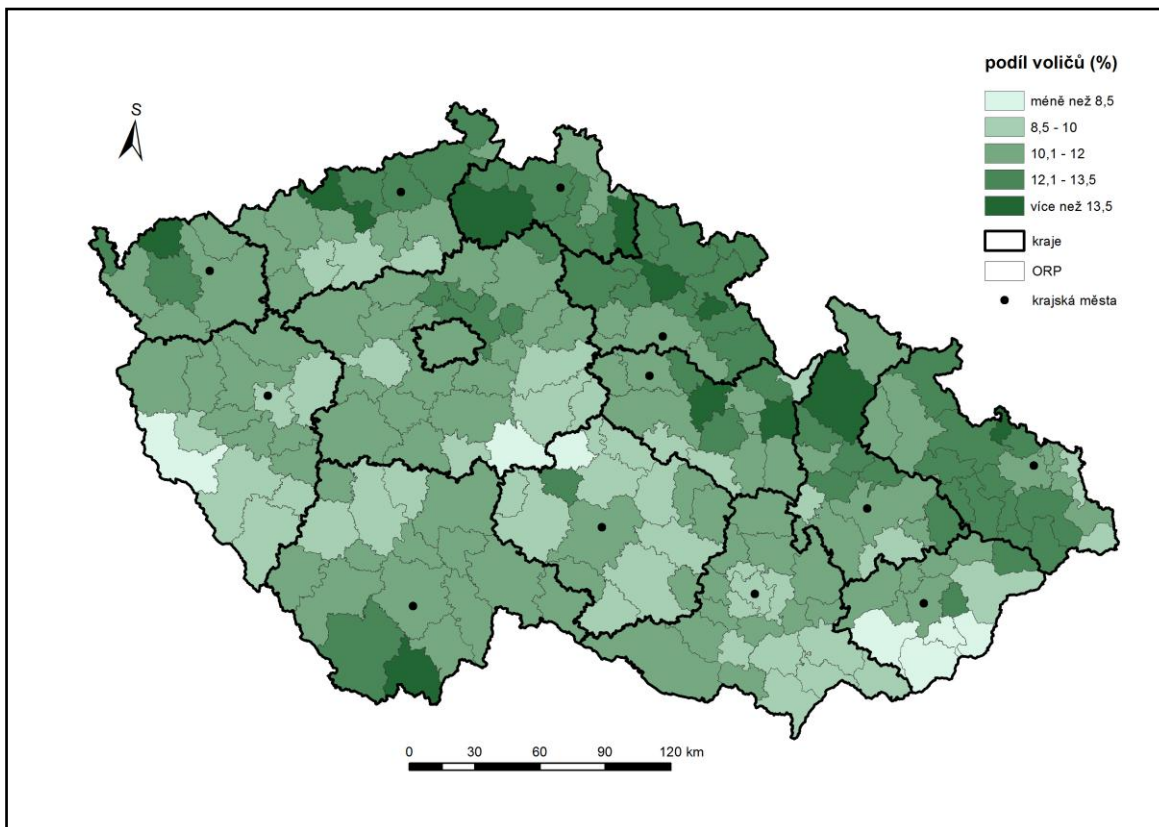 S
podíl voličů (%)
méně než 8,5
8,5 - 10
10,1 - 12
12,1 - 13,5
více než 13,5
kraje
ORP
krajská města
0 30 60 90 120 km